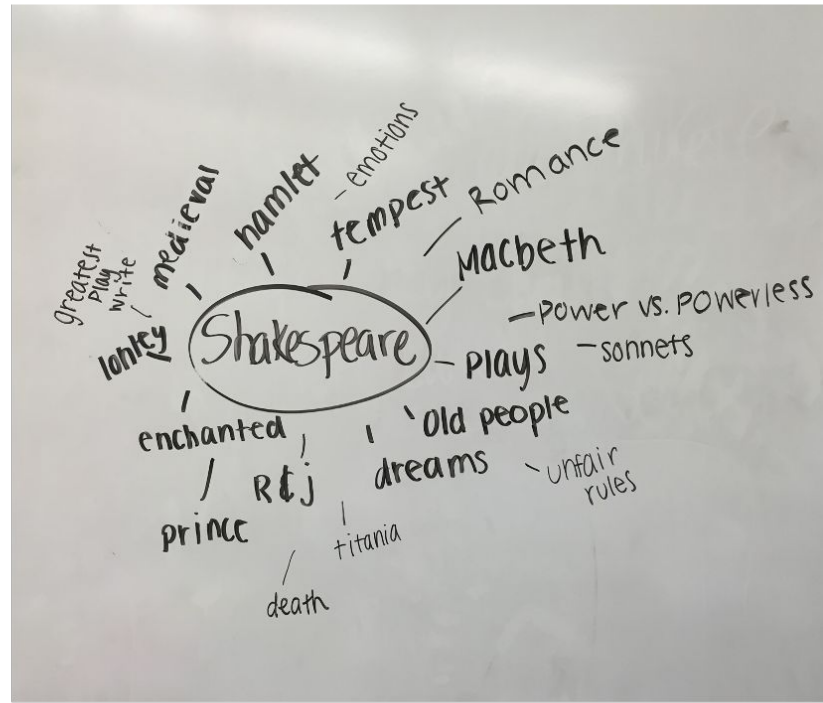 emotions
Romance
hamlet
tempest
medieval
Macbeth
greatest
play
write
Power vs. Powerless
Shakespeare
sonnets
plays
old people
enchanted
dreams
unfair
rules
R&j
prince
titania
death